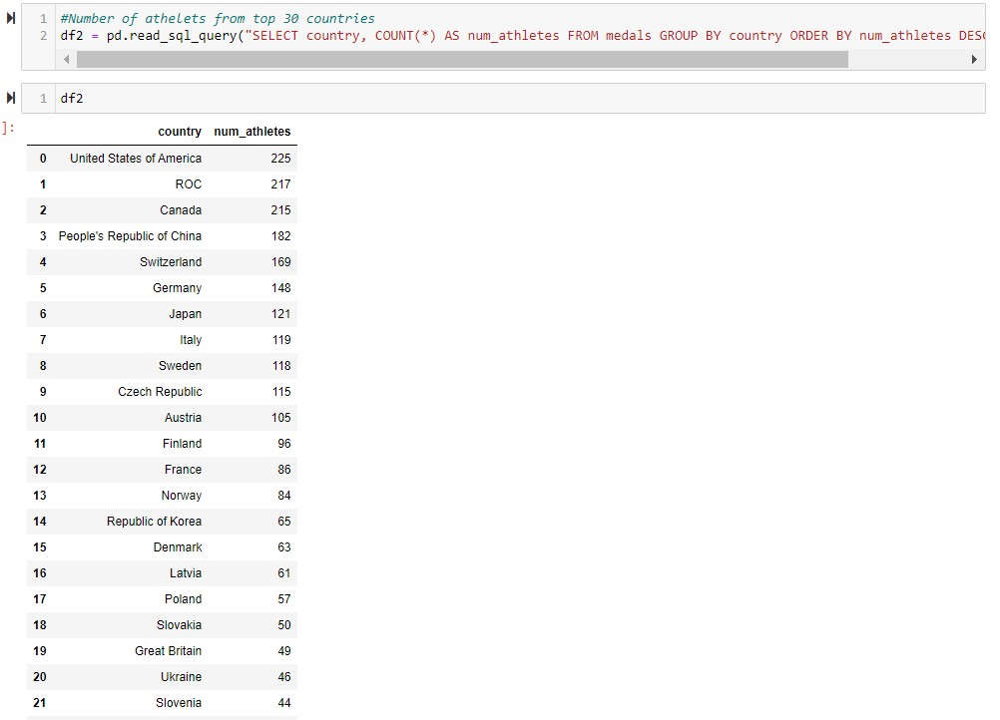 1 #Number of athelets from top 30 countries
2 df2 = pd.read_sql_query("SELECT country, COUNT(*) AS num_athletes FROM medals GROUP BY country ORDER BY num_athletes DESC
1 df2
]:
country num_athletes
0 United States of America 225
1 ROC 217
2 Canada 215
3 People's Republic of China 182
4 Switzerland 169
5 Germany 148
6 Japan 121
7 Italy 119
8 Sweden 118
9 Czech Republic 115
10 Austria 105
11 Finland 96
12 France 86
13 Norway 84
14 Republic of Korea 65
15 Denmark 63
16 Latvia 61
17 Poland 57
18 Slovakia 50
19 Great Britain 49
20 Ukraine 46
21 Slovenia 44